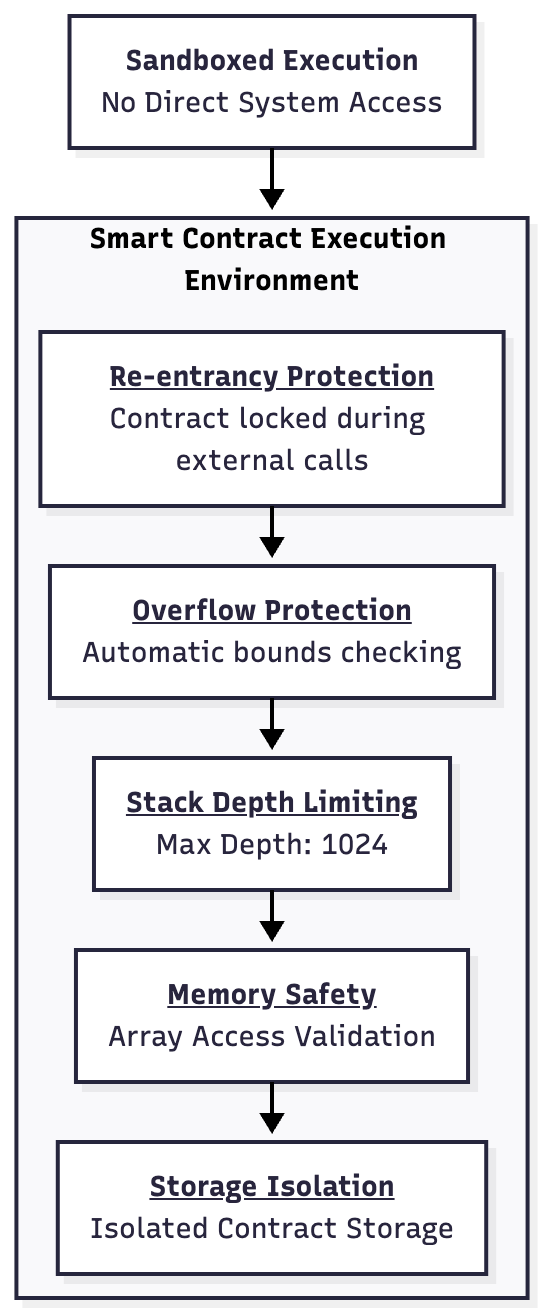 Sandboxed Execution
No Direct System Access
Smart Contract Execution
Environment
Re-entrancy Protection
Contract locked during
external calls
Overflow Protection
Automatic bounds checking
Stack Depth Limiting
Max Depth: 1024
Memory Safety
Array Access Validation
Storage Isolation
Isolated Contract Storage